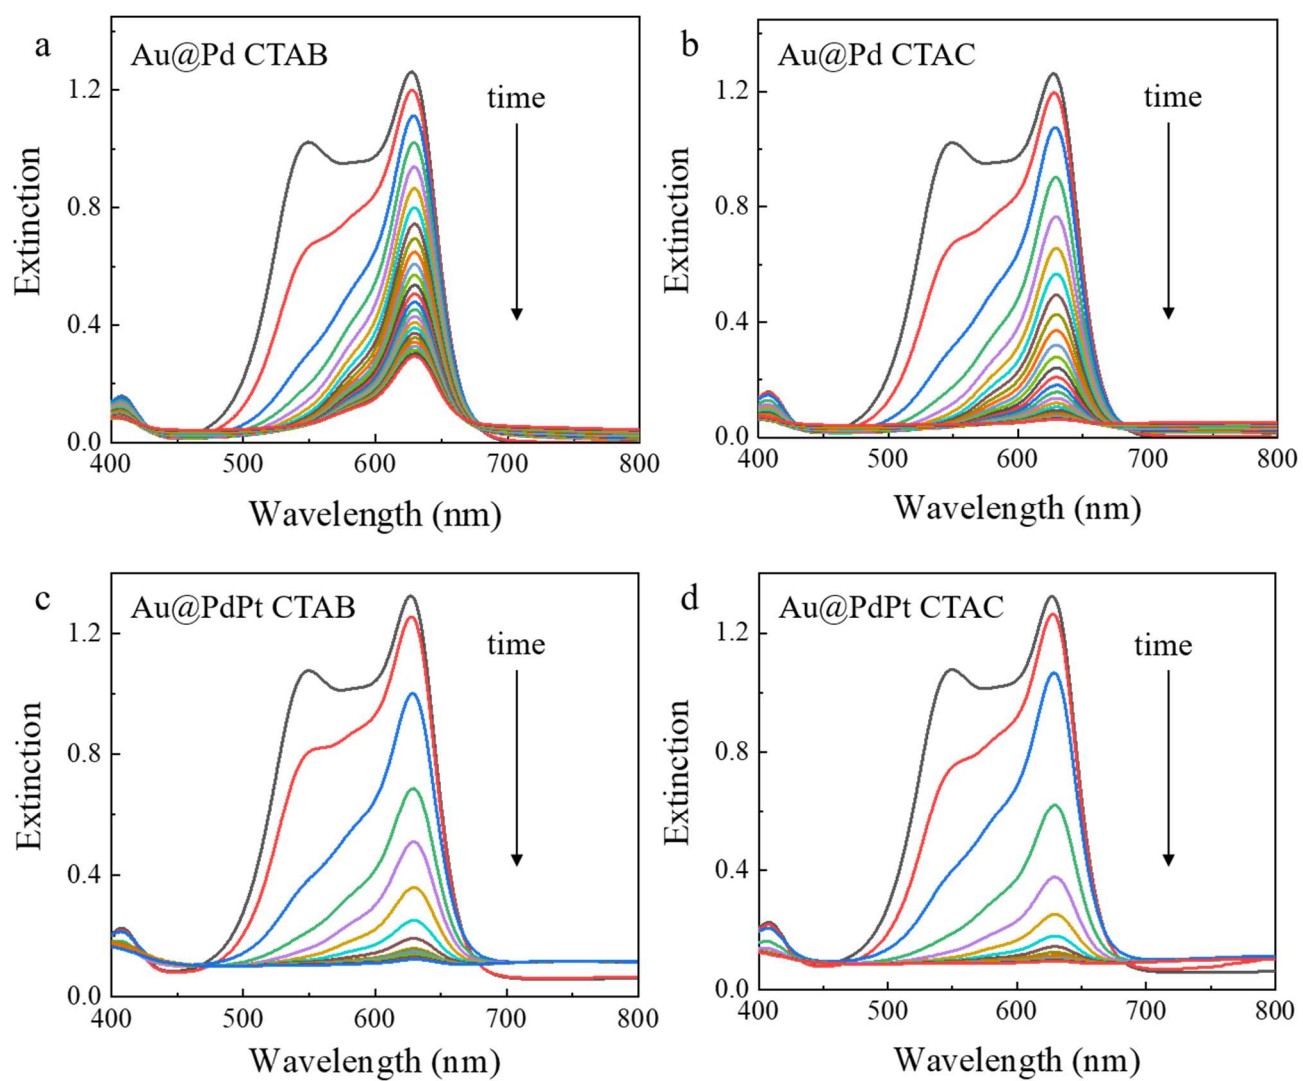 a
Au@Pd CTAB
time
Extinction
1.2
0.8
0.4
0.0
400
500
600
700
800
Wavelength (nm)
b
Au@Pd CTAC
time
Extinction
1.2
0.8
0.4
0.0
400
500
600
700
800
Wavelength (nm)
c
Au@PdPt CTAB
time
Extinction
1.2
0.8
0.4
0.0
400
500
600
700
800
Wavelength (nm)
d
Au@PdPt CTAC
time
Extinction
1.2
0.8
0.4
0.0
400
500
600
700
800
Wavelength (nm)